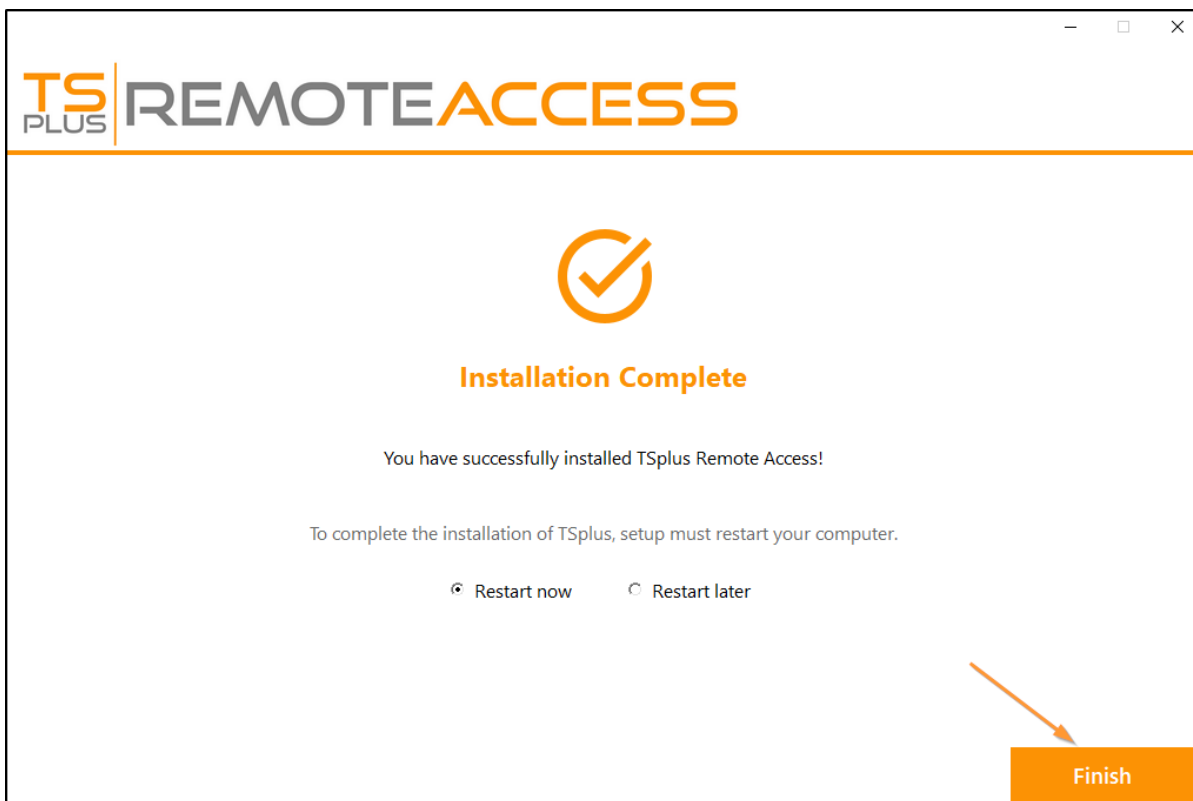 TS
PLUS
REMOTEACCESS
Installation Complete
You have successfully installed TSplus Remote Access!
To complete the installation of TSplus, setup must restart your computer.
Restart now Restart later
Finish